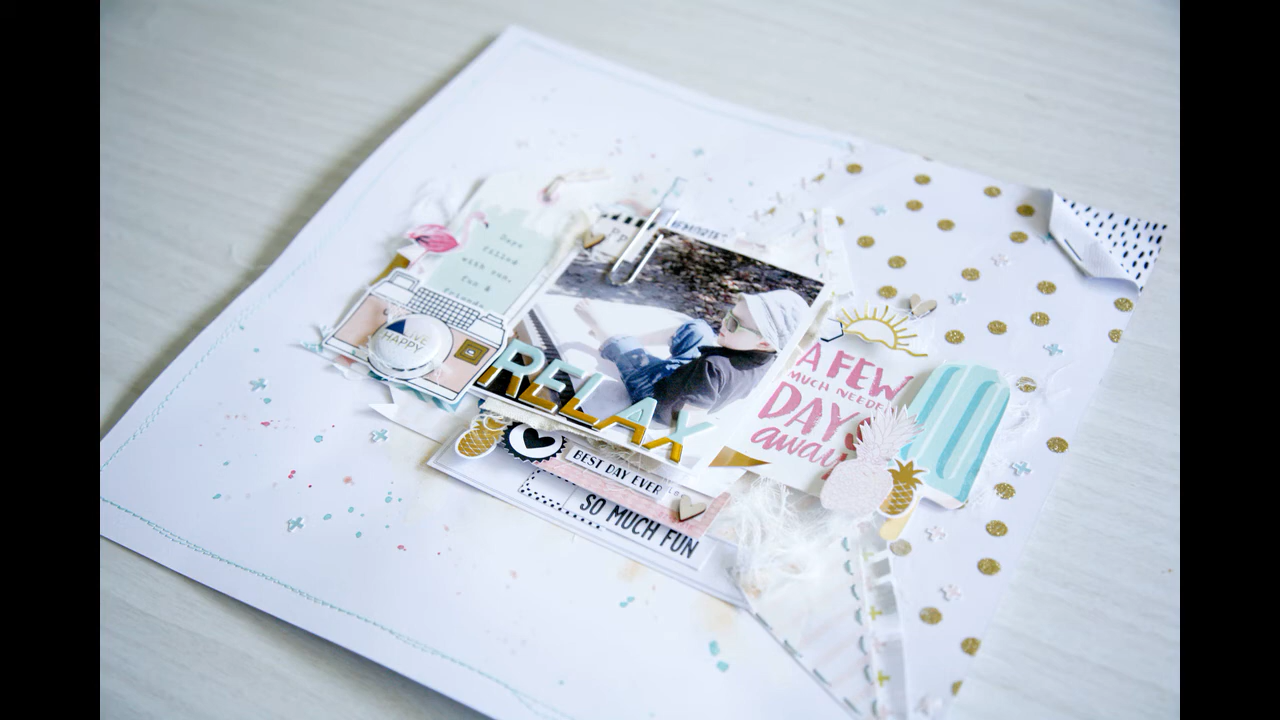 Days
filled
with sun,
fun &
friends.
HAPPY
RELAX
A FEW
MUCH NEEDED
DAYS
away
BEST DAY EVER
SO MUCH FUN